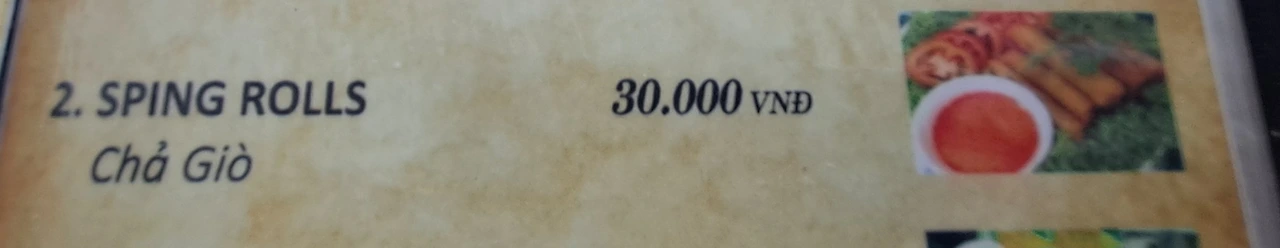 2. SPING ROLLS 30.000 VNĐ
Chả Giò